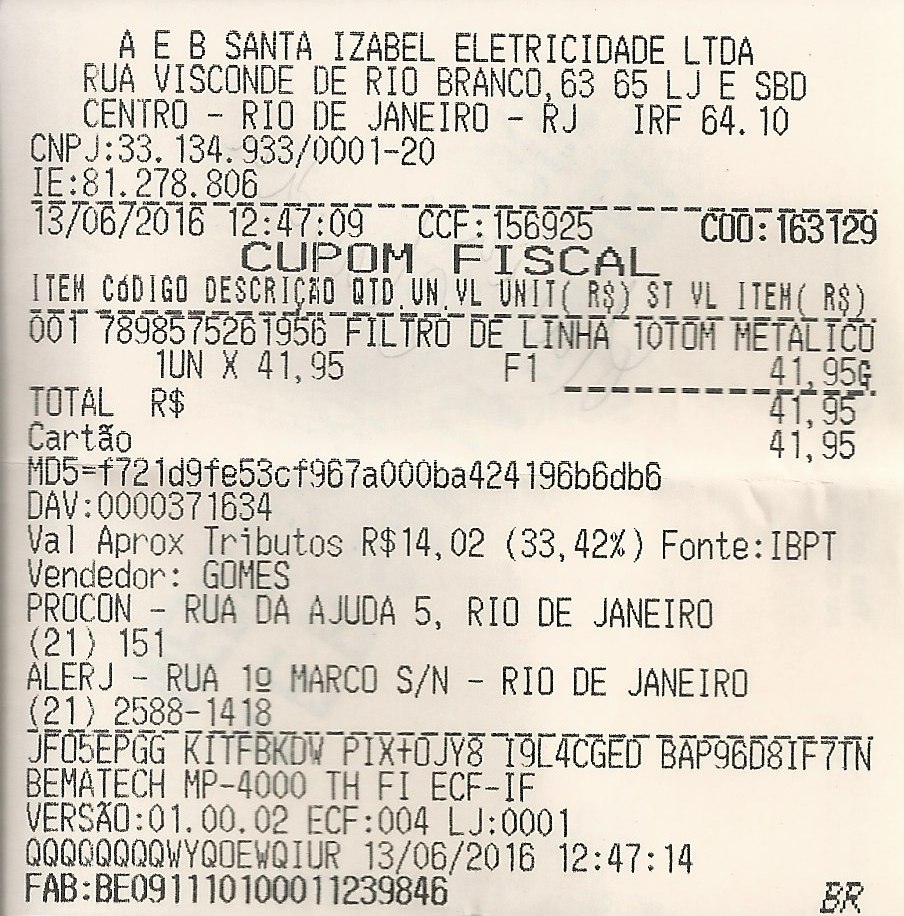 A E B SANTA IZABEL ELETRICIDADE LTDA
RUA VISCONDE DE RIO BRANCO,63 65 LJ E SBD
CENTRO - RIO DE JANEIRO - RJ IRF 64.10
CNPJ:33.134.933/0001-20
IE:81.278.806
13/06/2016 12:47:09 CCF:156925 COO:163129
CUPOM FISCAL
ITEM CÓDIGO DESCRIÇÃO QTD.UN.VL UNIT( R$) ST VL ITEM( R$)
001 7898575261956 FILTRO DE LINHA 10TOM METALICO
1UN X 41,95 F1 41,95G
TOTAL R$ 41,95
Cartão 41,95
MD5=f721d9fe53cf967a000ba424196b6db6
DAV:0000371634
Val Aprox Tributos R$14,02 (33,42%) Fonte:IBPT
Vendedor: GOMES
PROCON - RUA DA AJUDA 5, RIO DE JANEIRO
(21) 151
ALERJ - RUA 1º MARCO S/N - RIO DE JANEIRO
(21) 2588-1418
JFO5EPGG KITFBKDW PIX+OJY8 I9L4CGED BAP96D8IF7TN
BEMATECH MP-4000 TH FI ECF-IF
VERSÃO:01.00.02 ECF:004 LJ:0001
QQQQQQQQWYQOEWQIUR 13/06/2016 12:47:14
FAB:BE091110100011239846 BR